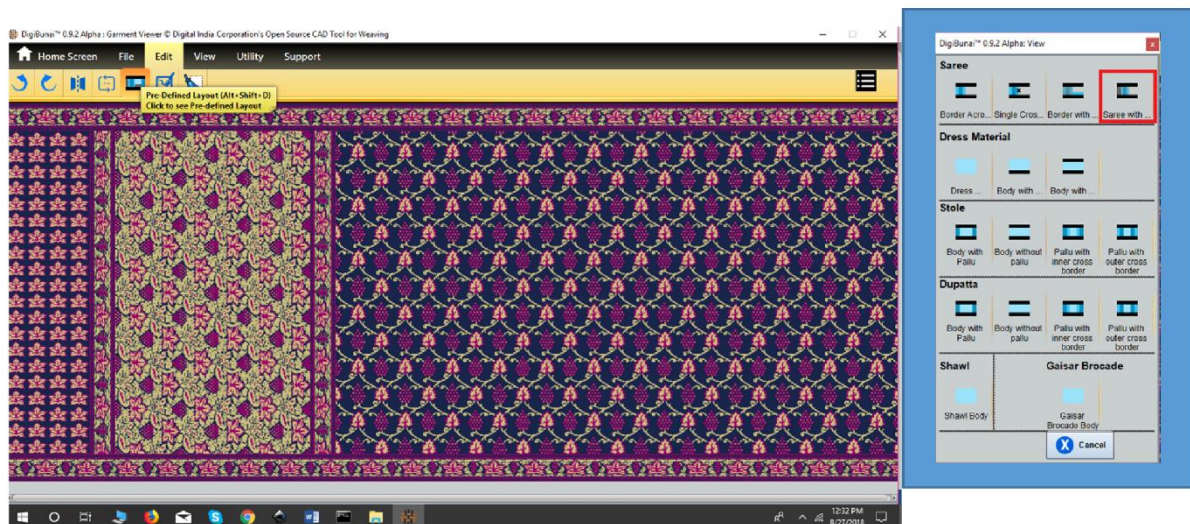 DigiBunai™ 0.9.2 Alpha : Garment Viewer © Digital India Corporation's Open Source CAD Tool for Weaving
Home Screen File Edit View Utility Support
Pre-Defined Layout (Alt+Shift+D)
Click to see Pre-defined Layout
12:32 PM
8/27/2018
DigiBunai™ 0.9.2 Alpha: View
x
Saree
Border Acro... Single Cros... Border with ... Saree with ...
Dress Material
Dress ... Body with ... Body with ...
Stole
Body with Body without Pallu with Pallu with
Pallu pallu inner cross outer cross
border border
Dupatta
Body with Body without Pallu with Pallu with
Pallu pallu inner cross outer cross
border border
Shawl Gaisar Brocade
Shawl Body Gaisar
Brocade Body
X Cancel